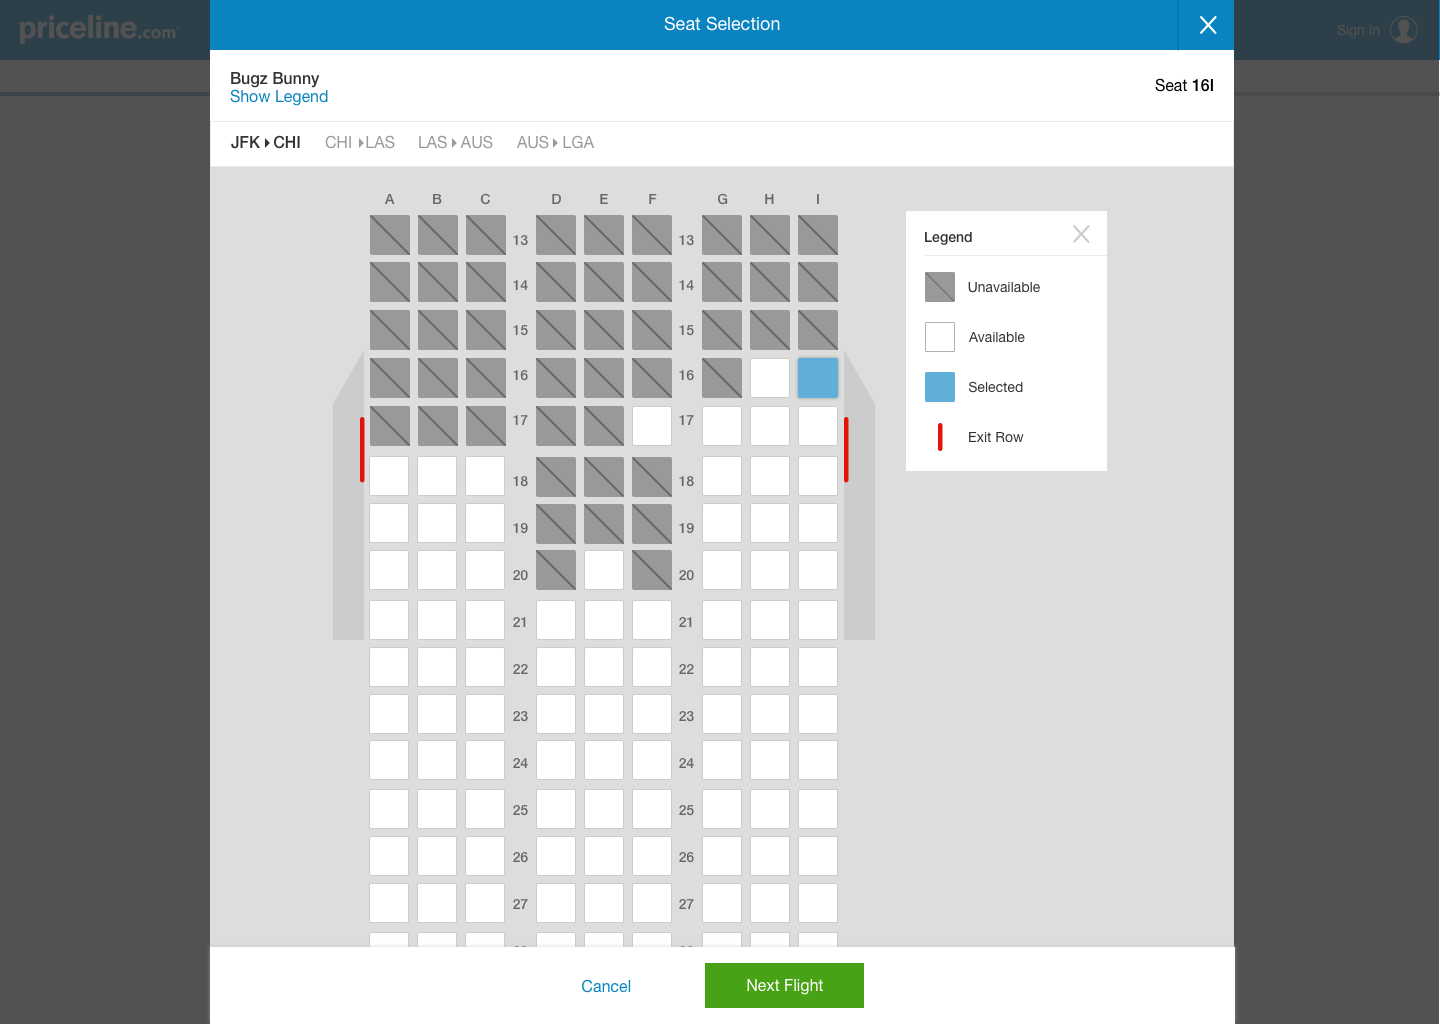 priceline.com
Seat Selection
Sign In
Bugz Bunny
Show Legend
Seat 16I
JFK CHI
CHI LAS
LAS AUS
AUS LGA
A B C D E F G H I
13 13
14 14
15 15
16 16
17 17
18 18
19 19
20 20
21 21
22 22
23 23
24 24
25 25
26 26
27 27
Legend
Unavailable
Available
Selected
Exit Row
Cancel
Next Flight